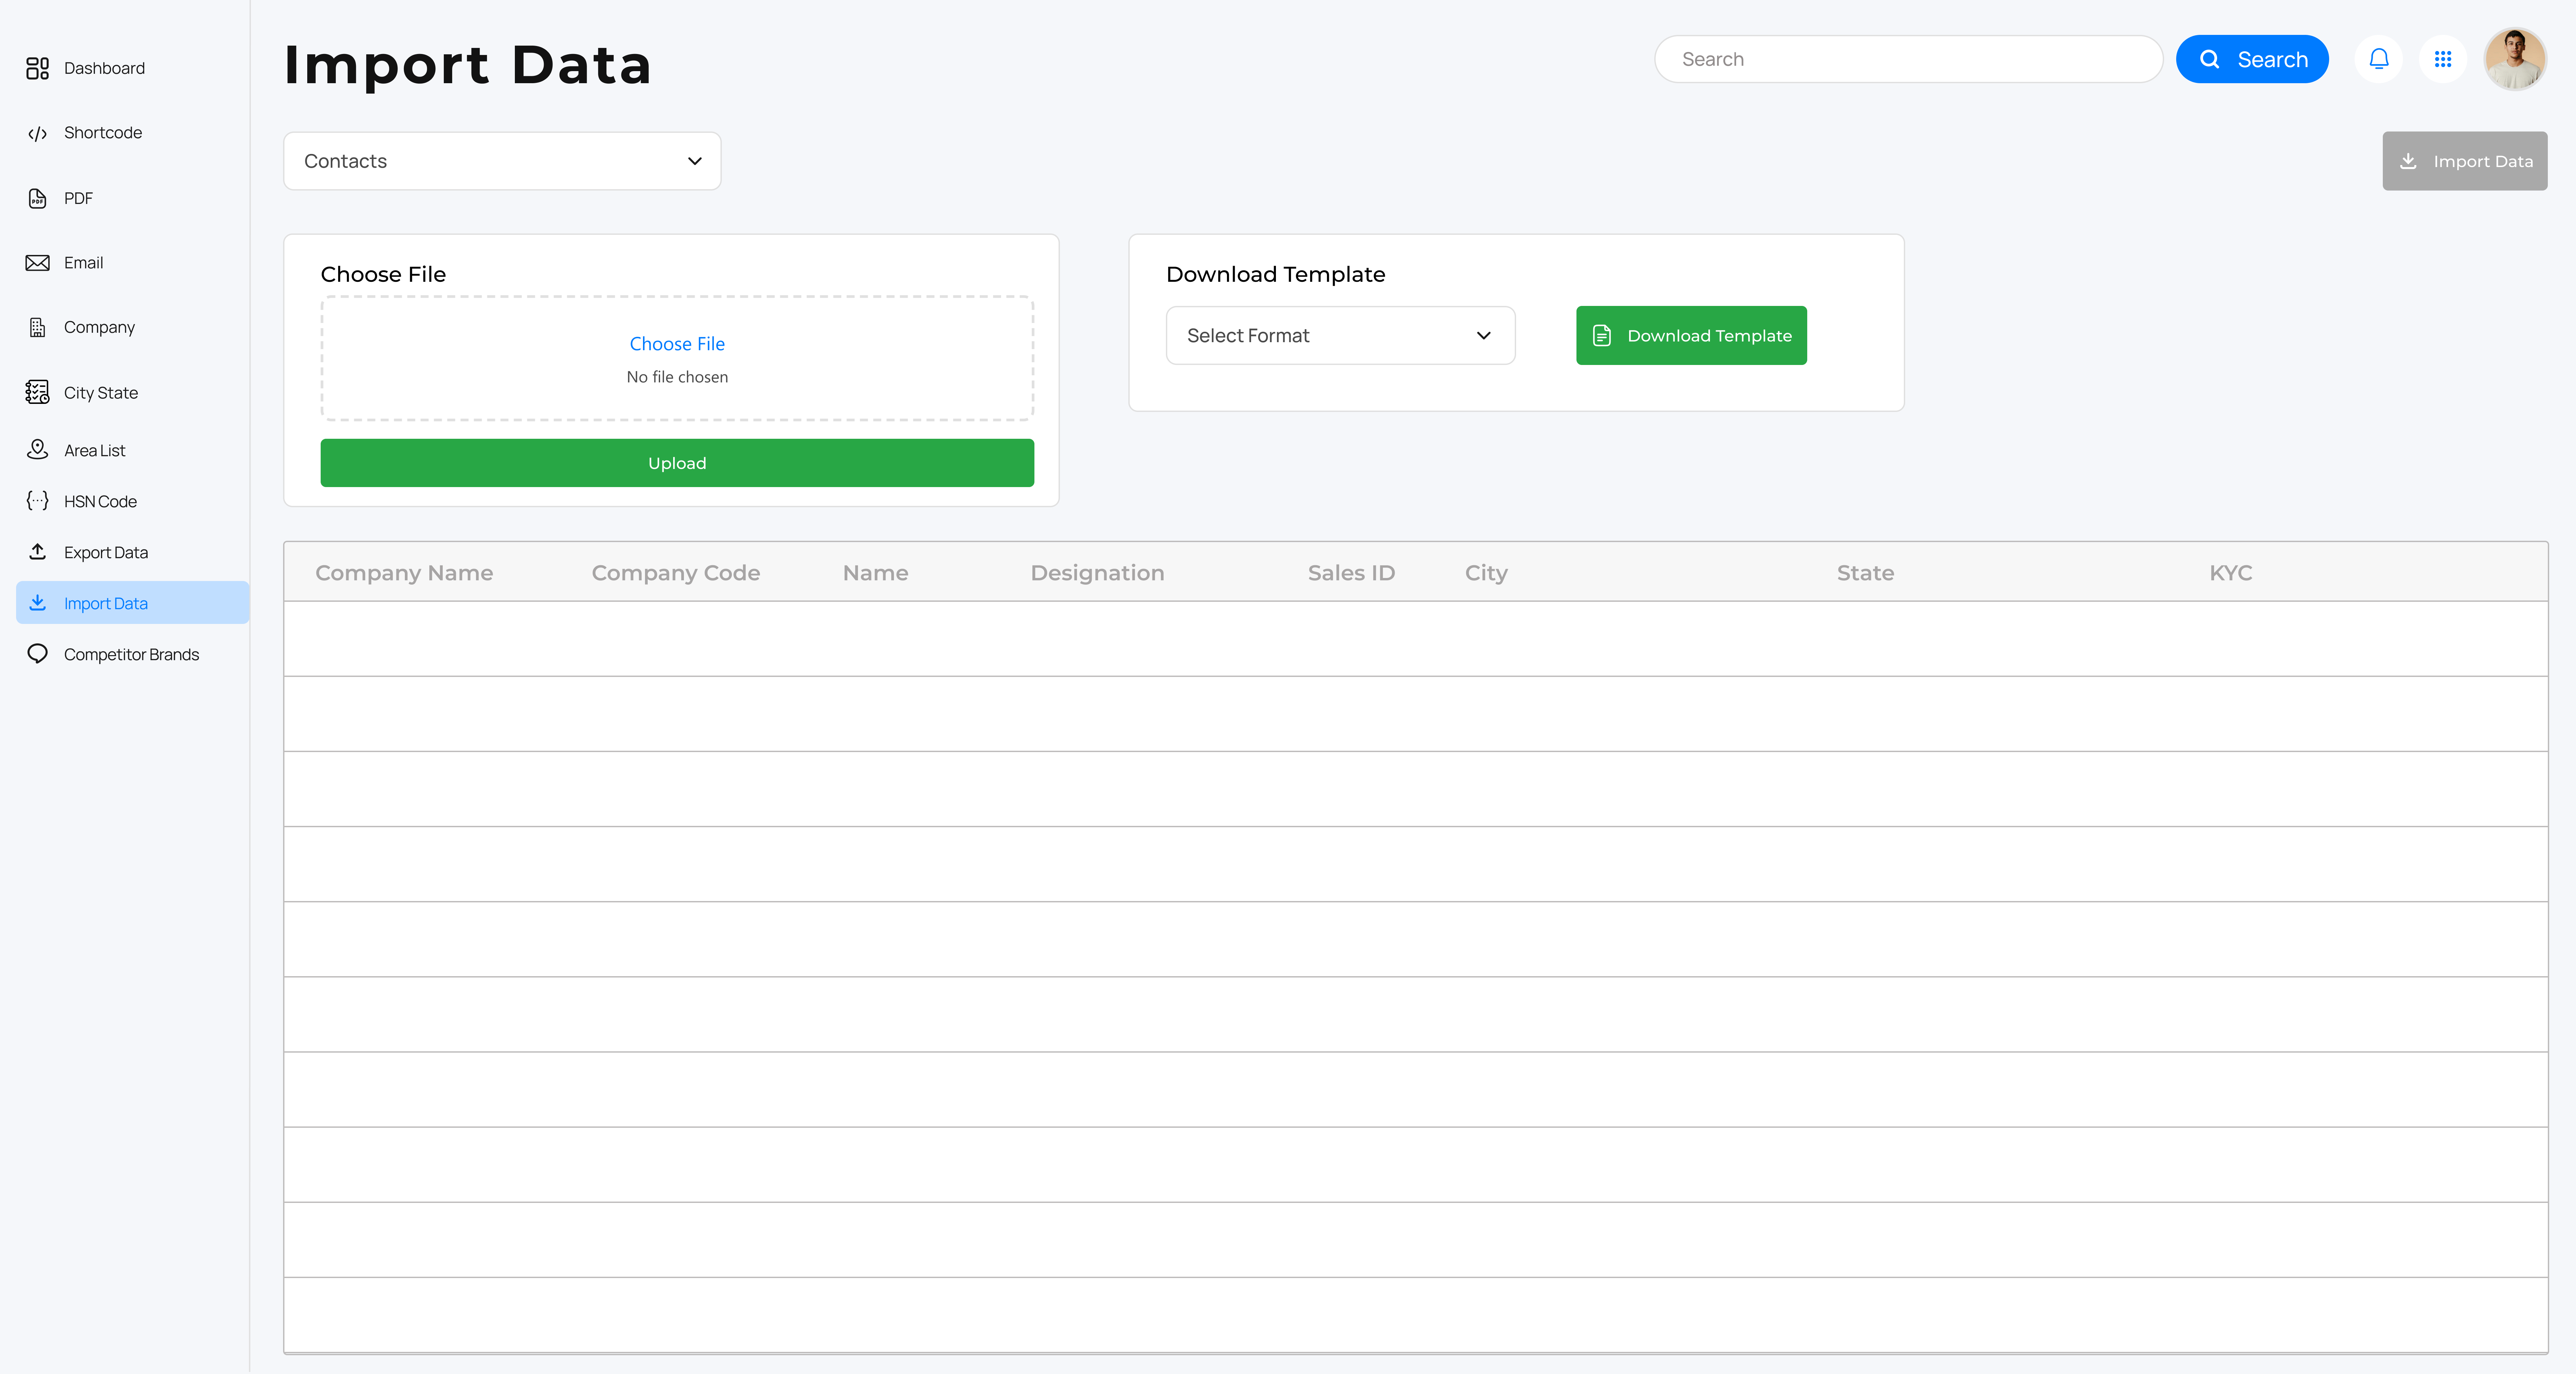 Dashboard
Shortcode
PDF
Email
Company
City State
Area List
HSN Code
Export Data
Import Data
Competitor Brands
Import Data
Search
Search
Contacts
Import Data
Choose File
Choose File
No file chosen
Upload
Download Template
Select Format
Download Template
Company Name Company Code Name Designation Sales ID City State KYC